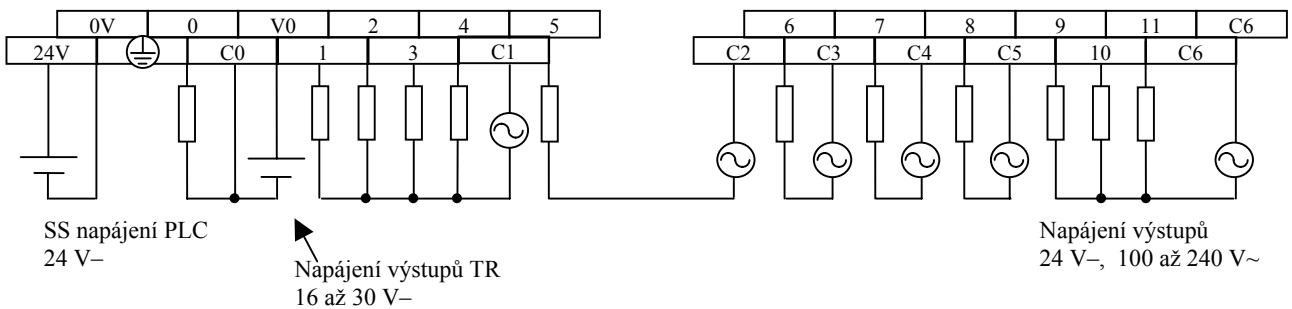 0V 0 V0 2 4 5
24V C0 1 3 C1
6 7 8 9 11 C6
C2 C3 C4 C5 10 C6
SS napájení PLC
24 V–
Napájení výstupů TR
16 až 30 V–
Napájení výstupů
24 V–, 100 až 240 V~